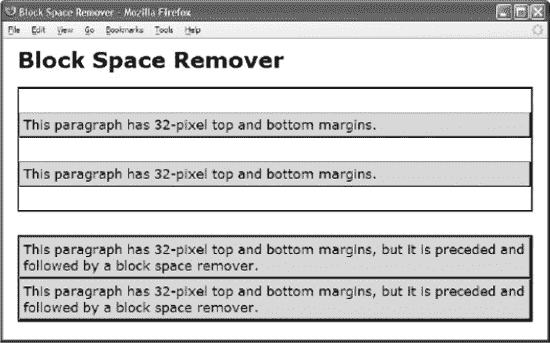 Block Space Remover - Mozilla Firefox
File Edit View Go Bookmarks Tools Help
Block Space Remover
This paragraph has 32-pixel top and bottom margins.
This paragraph has 32-pixel top and bottom margins.
This paragraph has 32-pixel top and bottom margins, but it is preceded and
followed by a block space remover.
This paragraph has 32-pixel top and bottom margins, but it is preceded and
followed by a block space remover.